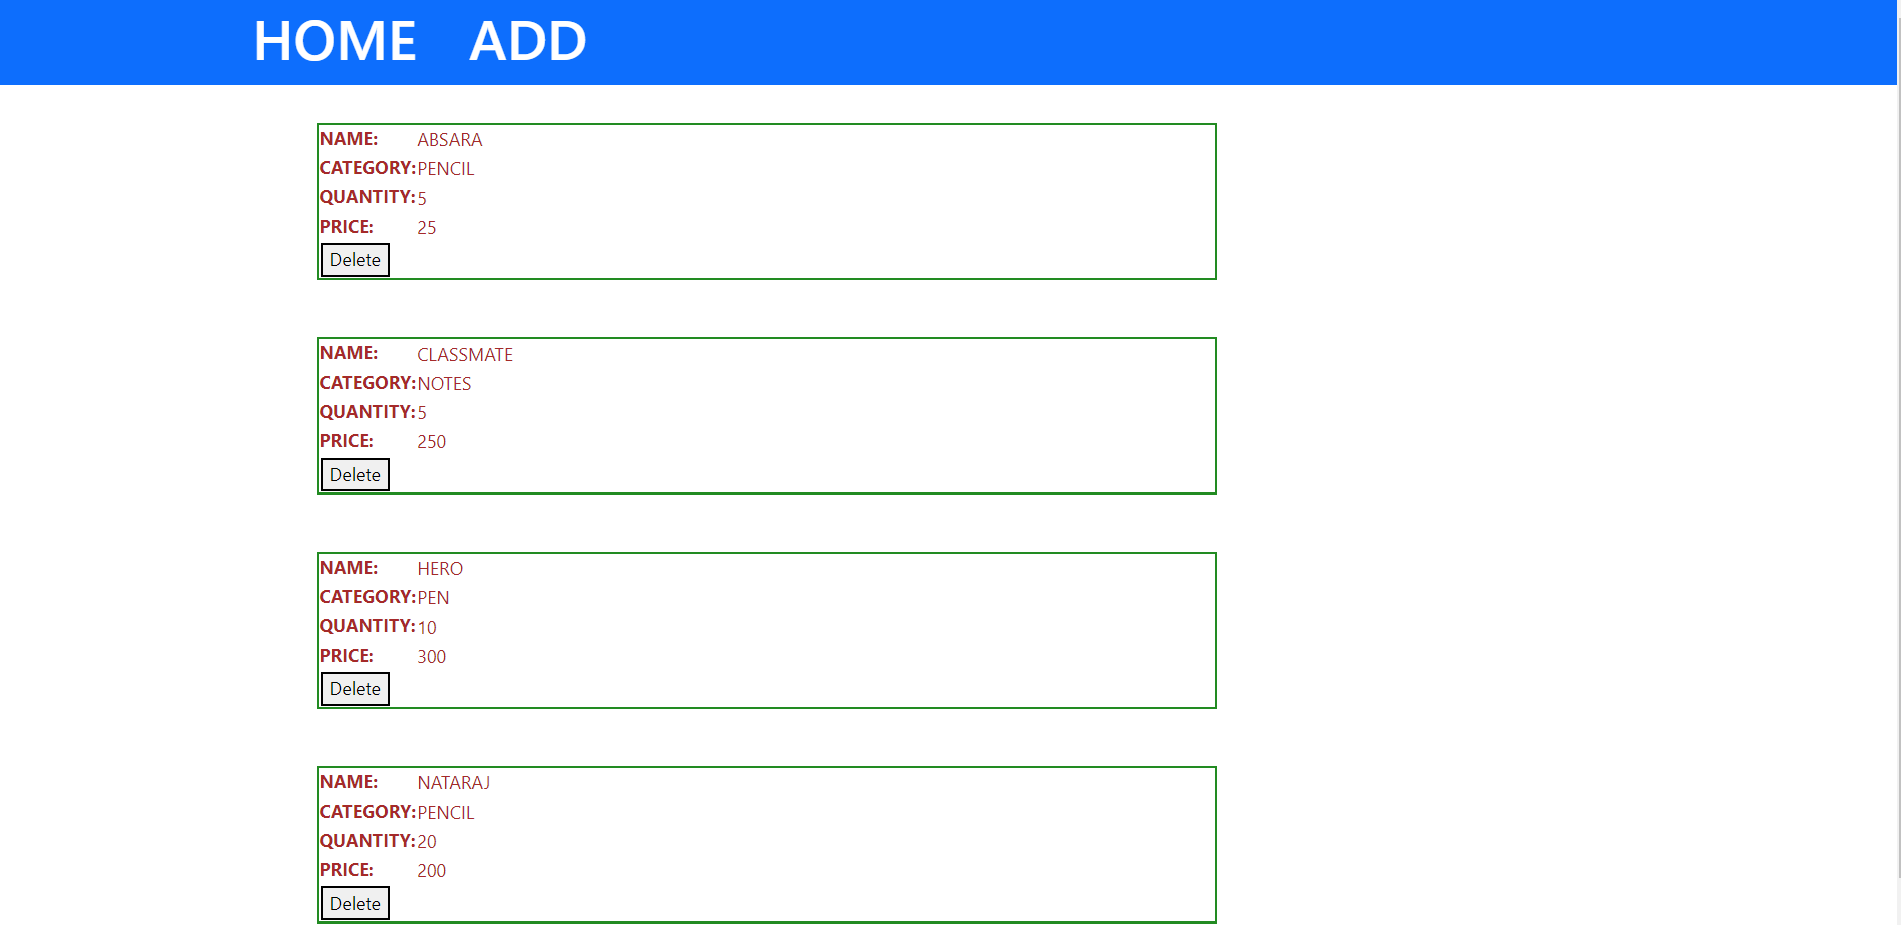 HOME ADD
NAME: ABSARA
CATEGORY: PENCIL
QUANTITY: 5
PRICE: 25
Delete
NAME: CLASSMATE
CATEGORY: NOTES
QUANTITY: 5
PRICE: 250
Delete
NAME: HERO
CATEGORY: PEN
QUANTITY: 10
PRICE: 300
Delete
NAME: NATARAJ
CATEGORY: PENCIL
QUANTITY: 20
PRICE: 200
Delete